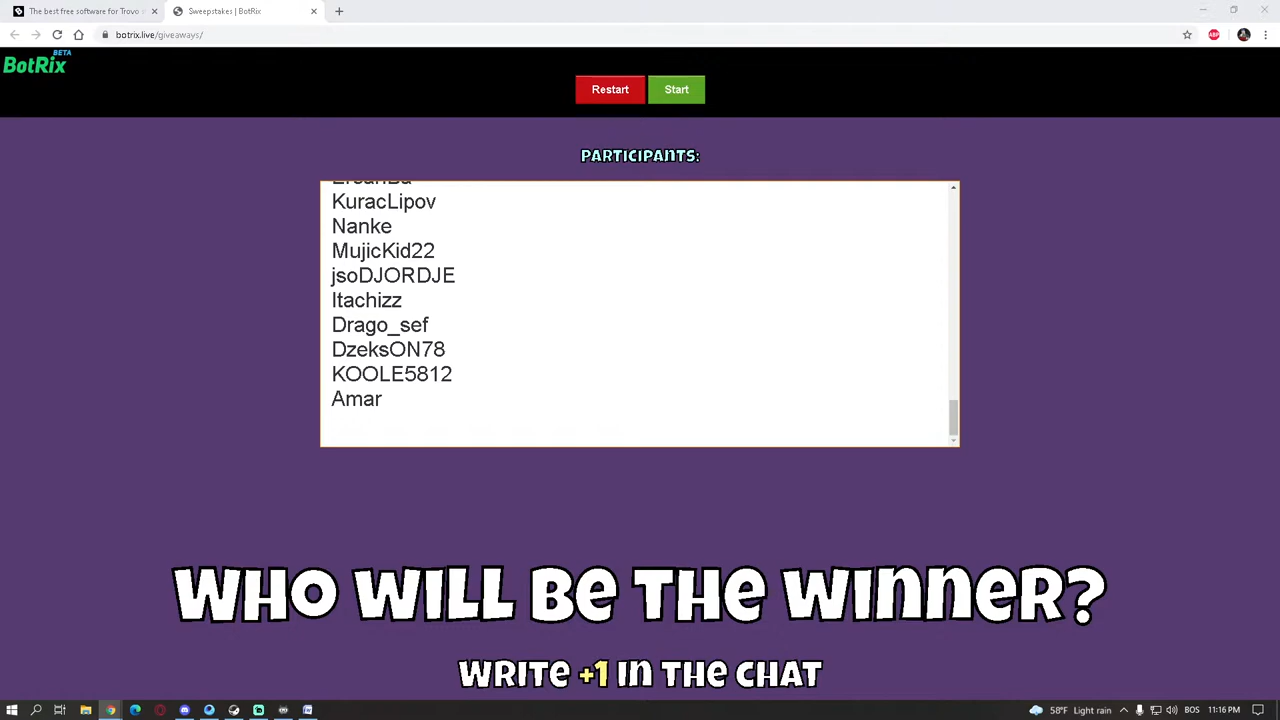 The best free software for Trovo
Sweepstakes | BotRix
botrix.live/giveaways/
ABP
BETA
BotRix
Restart
Start
PARTICIPANTS:
KuracLipov
Nanke
MujicKid22
jsoDJORDJE
Itachizz
Drago_sef
DzeksON78
KOOLE5812
Amar
WHO WILL BE THE WINNER?
WRITE +1 IN THE CHAT
58°F Light rain
BOS
11:16 PM